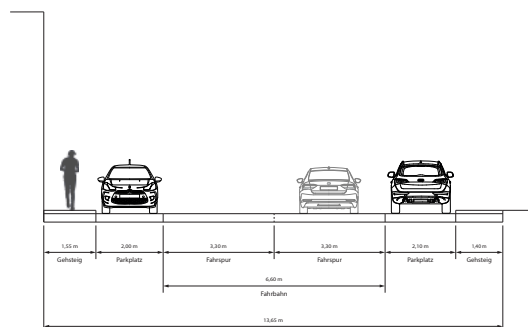 1,55 m 2,00 m 3,30 m 3,30 m 2,10 m 1,40 m
Gehsteig Parkplatz Fahrspur Fahrspur Parkplatz Gehsteig
6,60 m
Fahrbahn
13,65 m